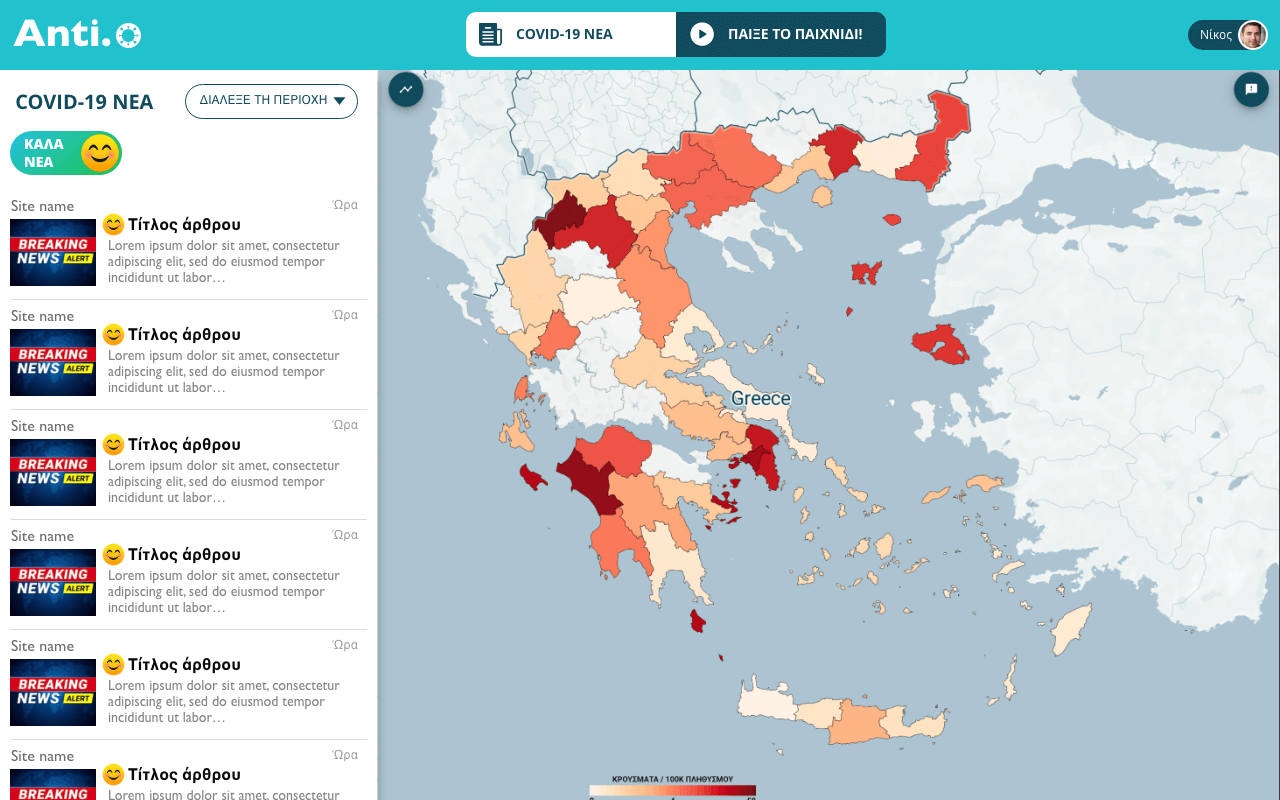 Anti.
COVID-19 ΝΕΑ
ΠΑΙΞΕ ΤΟ ΠΑΙΧΝΙΔΙ!
Νίκος
COVID-19 ΝΕΑ
ΔΙΑΛΕΞΕ ΤΗ ΠΕΡΙΟΧΗ
ΚΑΛΑ
ΝΕΑ
Site name
Ώρα
BREAKING
NEWS ALERT
Τίτλος άρθρου
Lorem ipsum dolor sit amet, consectetur
adipiscing elit, sed do eiusmod tempor
incididunt ut labor…
Site name
Ώρα
BREAKING
NEWS ALERT
Τίτλος άρθρου
Lorem ipsum dolor sit amet, consectetur
adipiscing elit, sed do eiusmod tempor
incididunt ut labor…
Site name
Ώρα
BREAKING
NEWS ALERT
Τίτλος άρθρου
Lorem ipsum dolor sit amet, consectetur
adipiscing elit, sed do eiusmod tempor
incididunt ut labor…
Site name
Ώρα
BREAKING
NEWS ALERT
Τίτλος άρθρου
Lorem ipsum dolor sit amet, consectetur
adipiscing elit, sed do eiusmod tempor
incididunt ut labor…
Site name
Ώρα
BREAKING
NEWS ALERT
Τίτλος άρθρου
Lorem ipsum dolor sit amet, consectetur
adipiscing elit, sed do eiusmod tempor
incididunt ut labor…
Site name
Ώρα
BREAKING
Τίτλος άρθρου
Lorem ipsum dolor sit amet, consectetur
Greece
ΚΡΟΥΣΜΑΤΑ / 100Κ ΠΛΗΘΥΣΜΟΥ